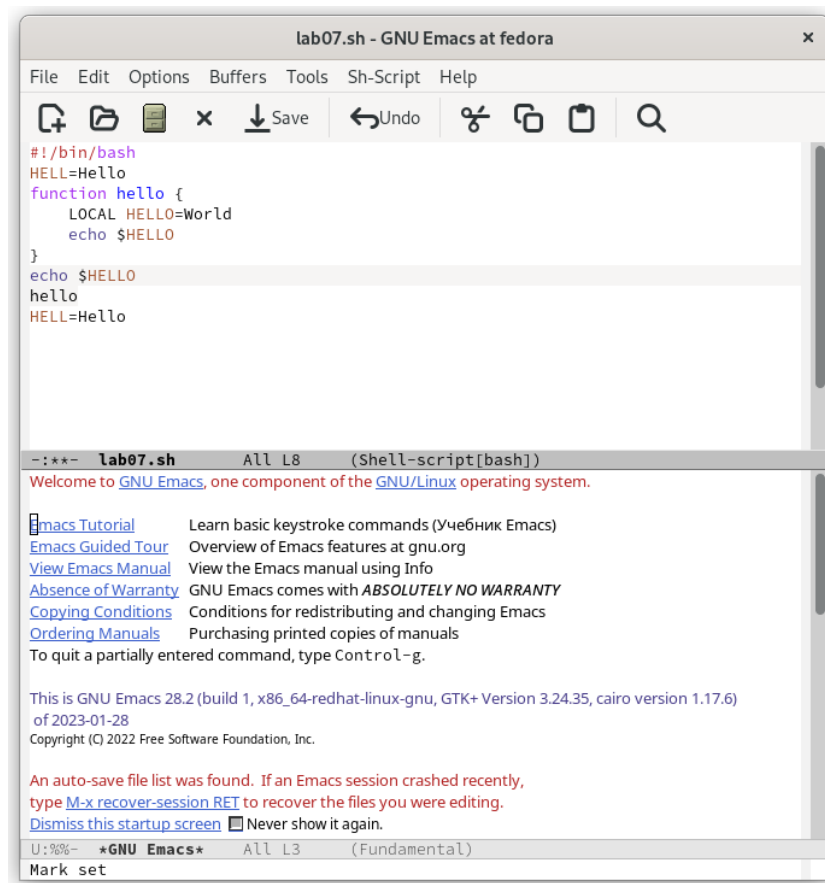 lab07.sh - GNU Emacs at fedora
File Edit Options Buffers Tools Sh-Script Help
Save Undo
#!/bin/bash
HELL=Hello
function hello {
    LOCAL HELLO=World
    echo $HELLO
}
echo $HELLO
hello
HELL=Hello
-:**- lab07.sh All L8 (Shell-script[bash])
Welcome to GNU Emacs, one component of the GNU/Linux operating system.
Emacs Tutorial Learn basic keystroke commands (Учебник Emacs)
Emacs Guided Tour Overview of Emacs features at gnu.org
View Emacs Manual View the Emacs manual using Info
Absence of Warranty GNU Emacs comes with ABSOLUTELY NO WARRANTY
Copying Conditions Conditions for redistributing and changing Emacs
Ordering Manuals Purchasing printed copies of manuals
To quit a partially entered command, type Control-g.
This is GNU Emacs 28.2 (build 1, x86_64-redhat-linux-gnu, GTK+ Version 3.24.35, cairo version 1.17.6)
of 2023-01-28
Copyright (C) 2022 Free Software Foundation, Inc.
An auto-save file list was found. If an Emacs session crashed recently,
type M-x recover-session RET to recover the files you were editing.
Dismiss this startup screen Never show it again.
U:%%- *GNU Emacs* All L3 (Fundamental)
Mark set